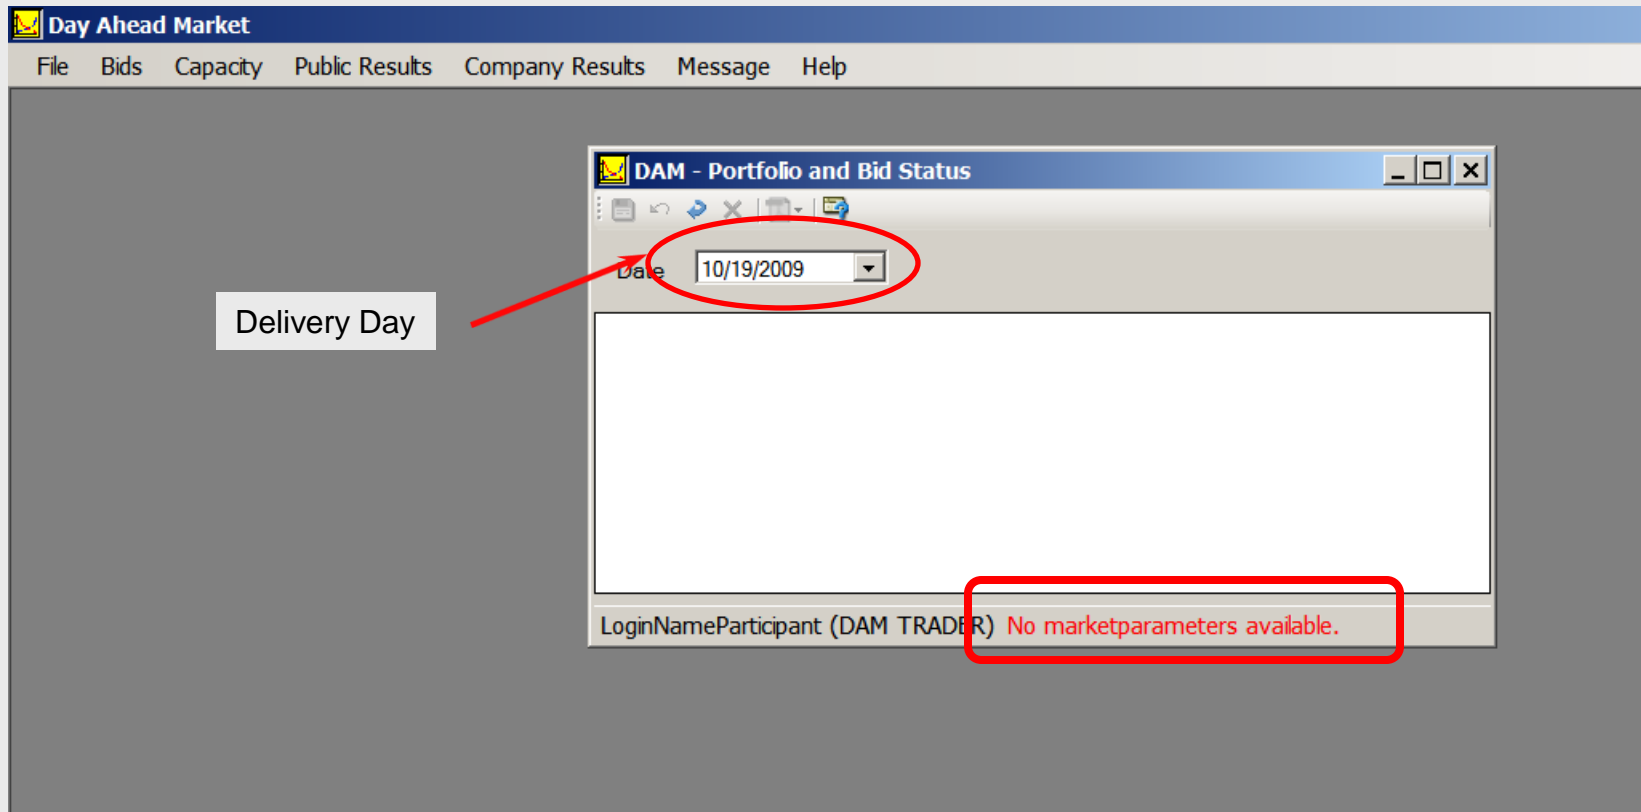 Day Ahead Market
File Bids Capacity Public Results Company Results Message Help
DAM - Portfolio and Bid Status
Date 10/19/2009
Delivery Day
LoginNameParticipant (DAM TRADER) No marketparameters available.